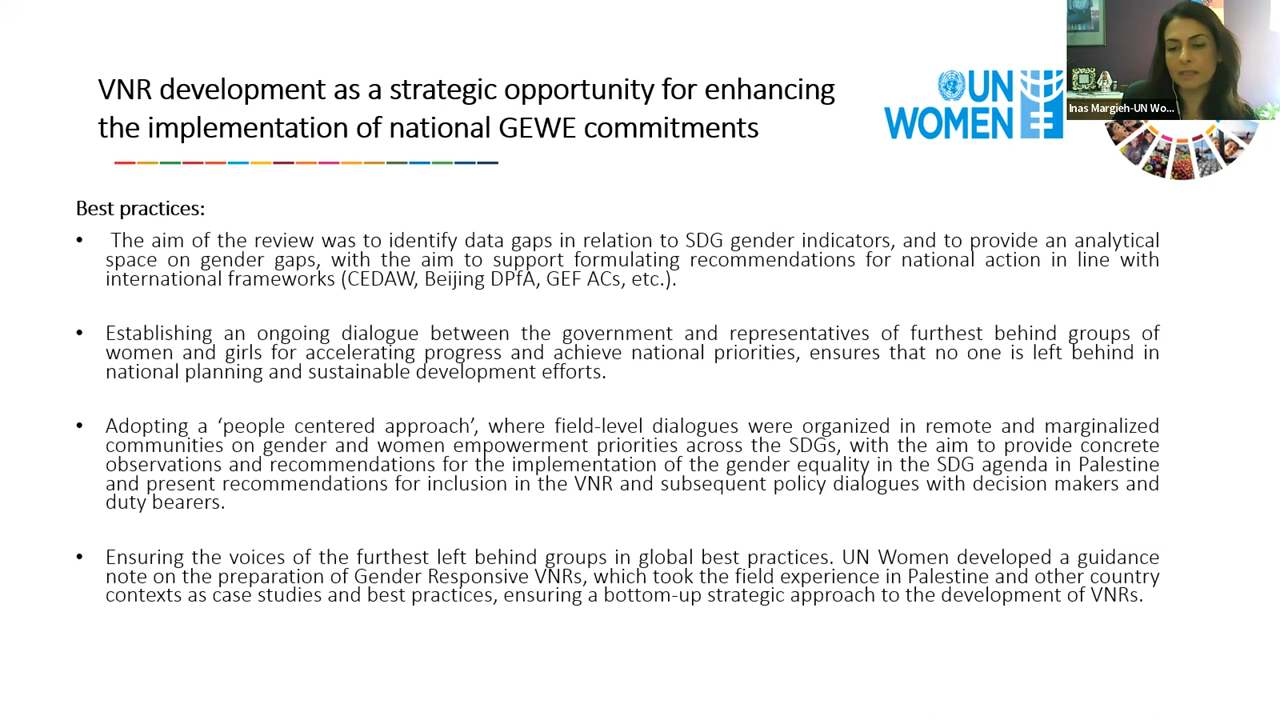 VNR development as a strategic opportunity for enhancing
the implementation of national GEWE commitments
UN
WOMEN
Inas Margieh-UN Wo...
Best practices:
• The aim of the review was to identify data gaps in relation to SDG gender indicators, and to provide an analytical
space on gender gaps, with the aim to support formulating recommendations for national action in line with
international frameworks (CEDAW, Beijing DPfA, GEF ACs, etc.).
• Establishing an ongoing dialogue between the government and representatives of furthest behind groups of
women and girls for accelerating progress and achieve national priorities, ensures that no one is left behind in
national planning and sustainable development efforts.
• Adopting a ‘people centered approach’, where field-level dialogues were organized in remote and marginalized
communities on gender and women empowerment priorities across the SDGs, with the aim to provide concrete
observations and recommendations for the implementation of the gender equality in the SDG agenda in Palestine
and present recommendations for inclusion in the VNR and subsequent policy dialogues with decision makers and
duty bearers.
• Ensuring the voices of the furthest left behind groups in global best practices. UN Women developed a guidance
note on the preparation of Gender Responsive VNRs, which took the field experience in Palestine and other country
contexts as case studies and best practices, ensuring a bottom-up strategic approach to the development of VNRs.